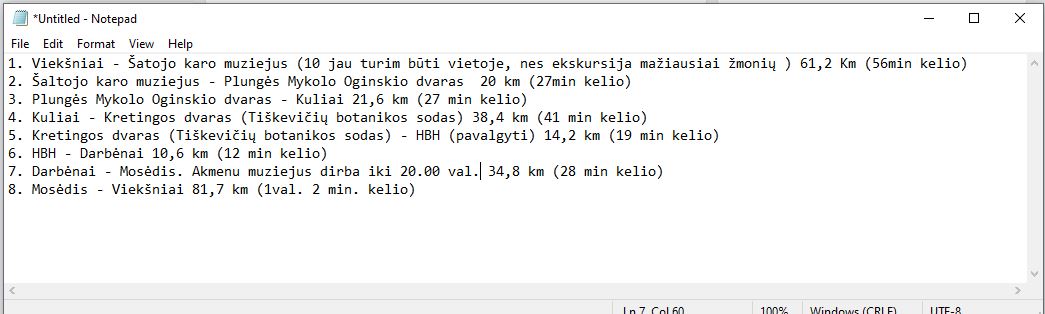 *Untitled - Notepad
File Edit Format View Help
1. Viekšniai - Šatojo karo muziejus (10 jau turim būti vietoje, nes ekskursija mažiausiai žmonių ) 61,2 Km (56min kelio)
2. Šaltojo karo muziejus - Plungės Mykolo Oginskio dvaras  20 km (27min kelio)
3. Plungės Mykolo Oginskio dvaras - Kuliai 21,6 km (27 min kelio)
4. Kuliai - Kretingos dvaras (Tiškevičių botanikos sodas) 38,4 km (41 min kelio)
5. Kretingos dvaras (Tiškevičių botanikos sodas) - HBH (pavalgyti) 14,2 km (19 min kelio)
6. HBH - Darbėnai 10,6 km (12 min kelio)
7. Darbėnai - Mosėdis. Akmenu muziejus dirba iki 20.00 val. 34,8 km (28 min kelio)
8. Mosėdis - Viekšniai 81,7 km (1val. 2 min. kelio)
Ln 7, Col 60 100% Windows (CRLF) UTF-8